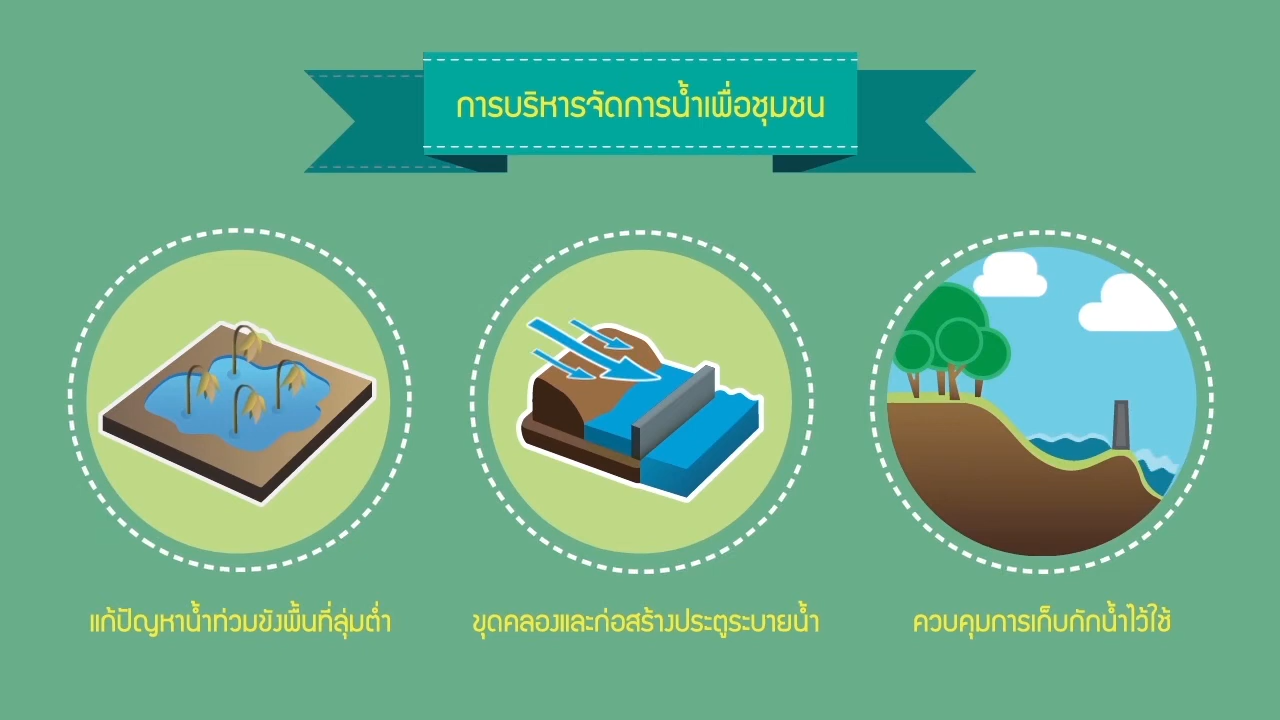 การบริหารจัดการน้ำเพื่อชุมชน
แก้ปัญหาน้ำท่วมขังพื้นที่ลุ่มต่ำ
ขุดคลองและก่อสร้างประตูระบายน้ำ
ควบคุมการเก็บกักน้ำไว้ใช้